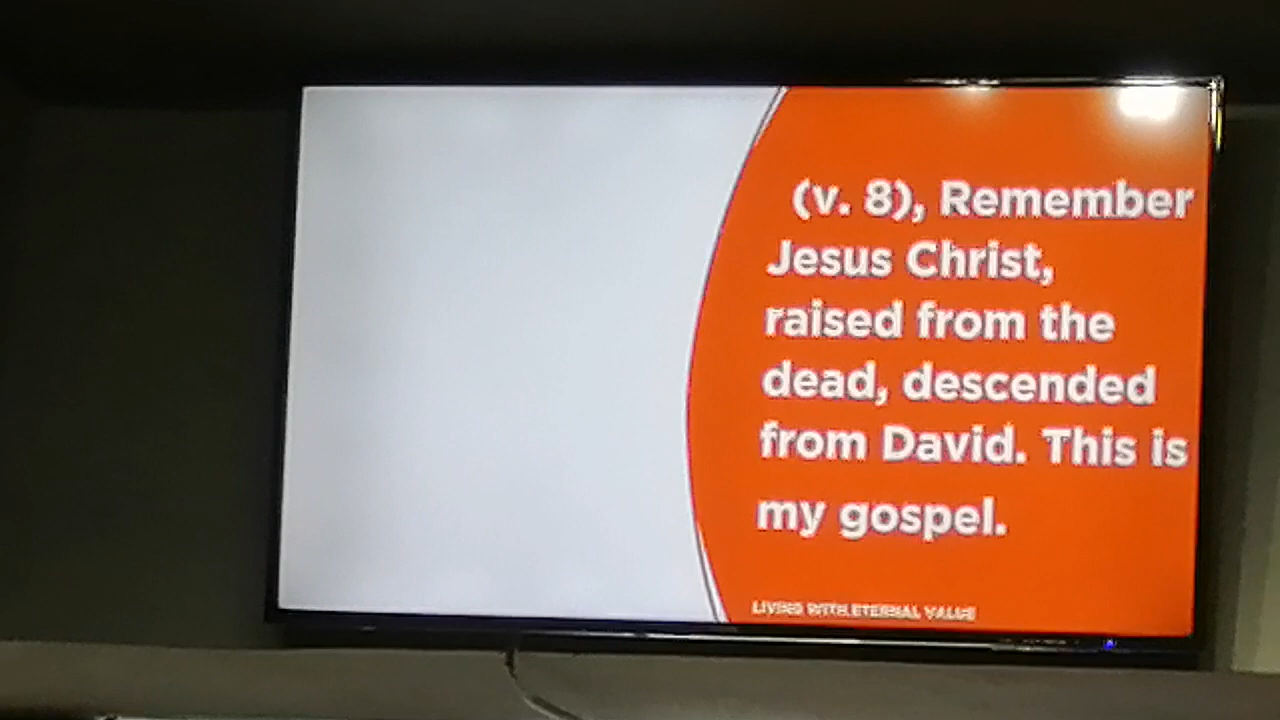 (v. 8), Remember
Jesus Christ,
raised from the
dead, descended
from David. This is
my gospel.
LIVING WITH ETERNAL VALUE